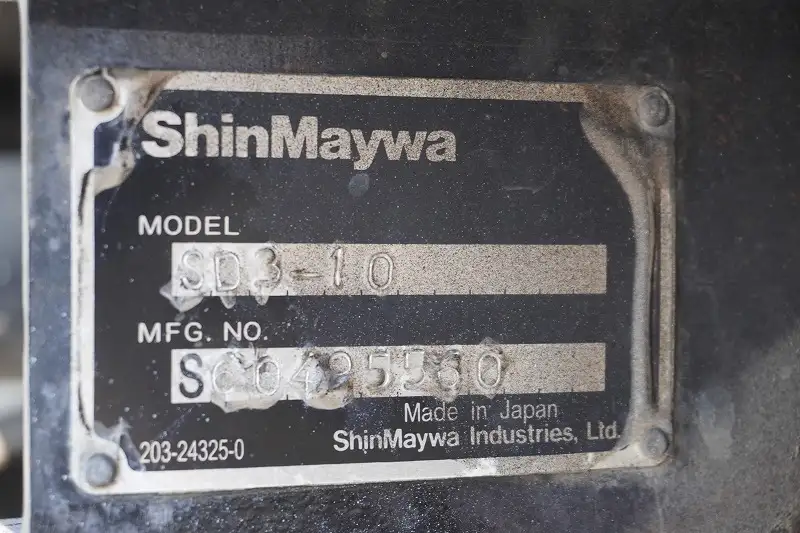 ShinMaywa
MODEL
SD3-10
MFG. NO.
Made in Japan
203-24325-0
ShinMaywa Industries, Ltd.